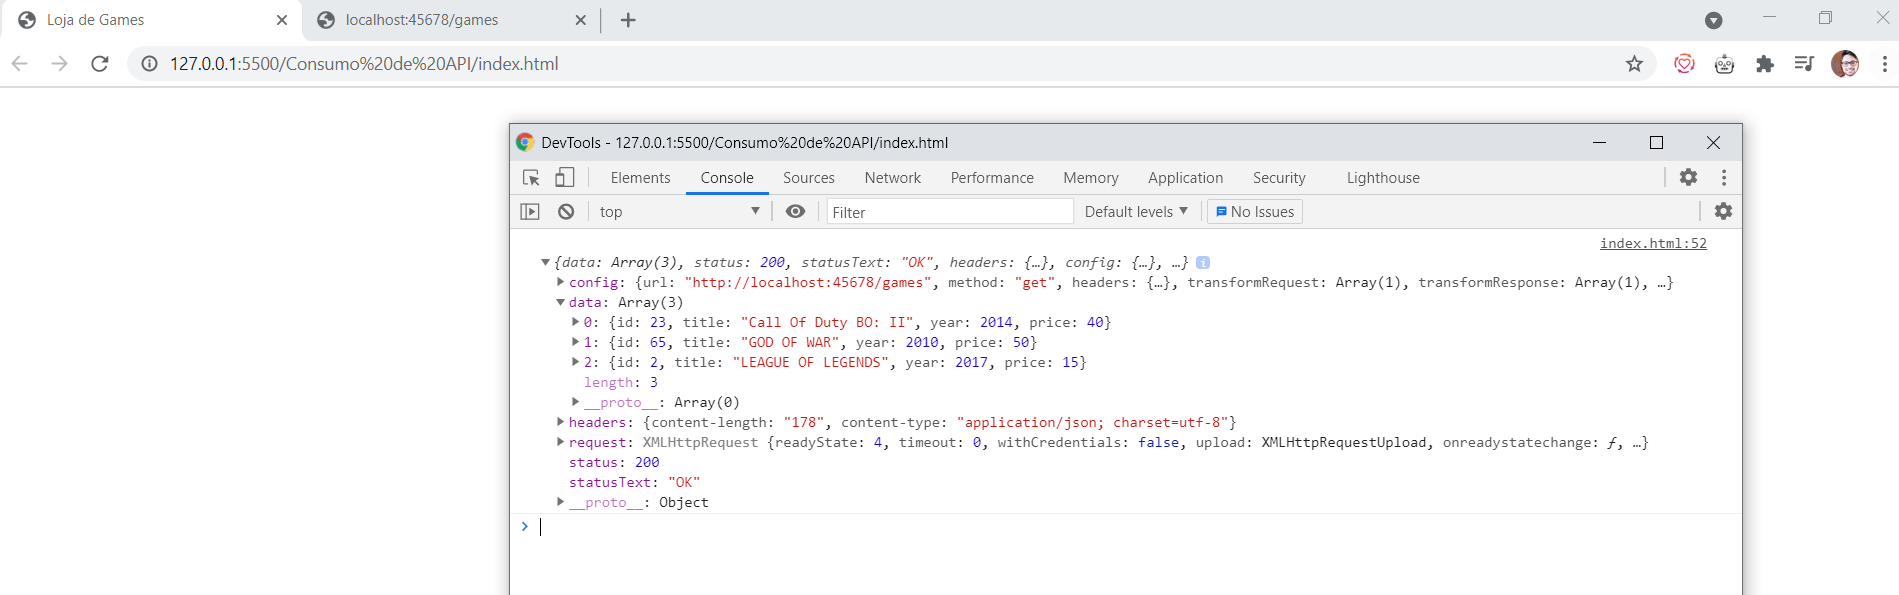 Loja de Games
localhost:45678/games
127.0.0.1:5500/Consumo%20de%20API/index.html
DevTools - 127.0.0.1:5500/Consumo%20de%20API/index.html
Elements Console Sources Network Performance Memory Application Security Lighthouse
top Filter Default levels No Issues
index.html:52
{data: Array(3), status: 200, statusText: "OK", headers: {…}, config: {…}, …} i
config: {url: "http://localhost:45678/games", method: "get", headers: {…}, transformRequest: Array(1), transformResponse: Array(1), …}
data: Array(3)
0: {id: 23, title: "Call Of Duty BO: II", year: 2014, price: 40}
1: {id: 65, title: "GOD OF WAR", year: 2010, price: 50}
2: {id: 2, title: "LEAGUE OF LEGENDS", year: 2017, price: 15}
length: 3
__proto__: Array(0)
headers: {content-length: "178", content-type: "application/json; charset=utf-8"}
request: XMLHttpRequest {readyState: 4, timeout: 0, withCredentials: false, upload: XMLHttpRequestUpload, onreadystatechange: ƒ, …}
status: 200
statusText: "OK"
__proto__: Object